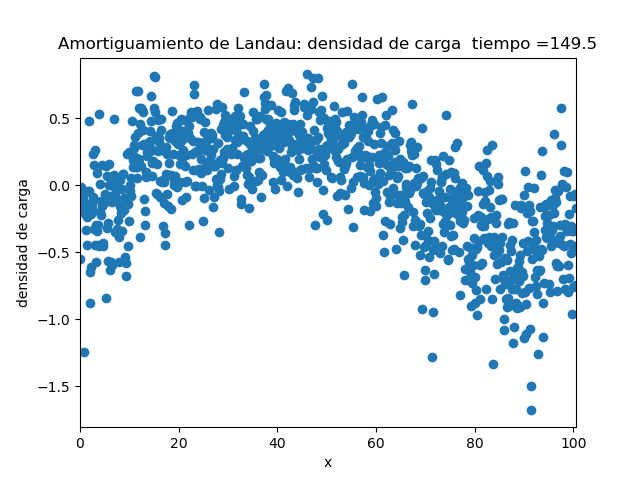 Amortiguamiento de Landau: densidad de carga  tiempo =149.5
densidad de carga
0.5
0.0
−0.5
−1.0
−1.5
0 20 40 60 80 100
x